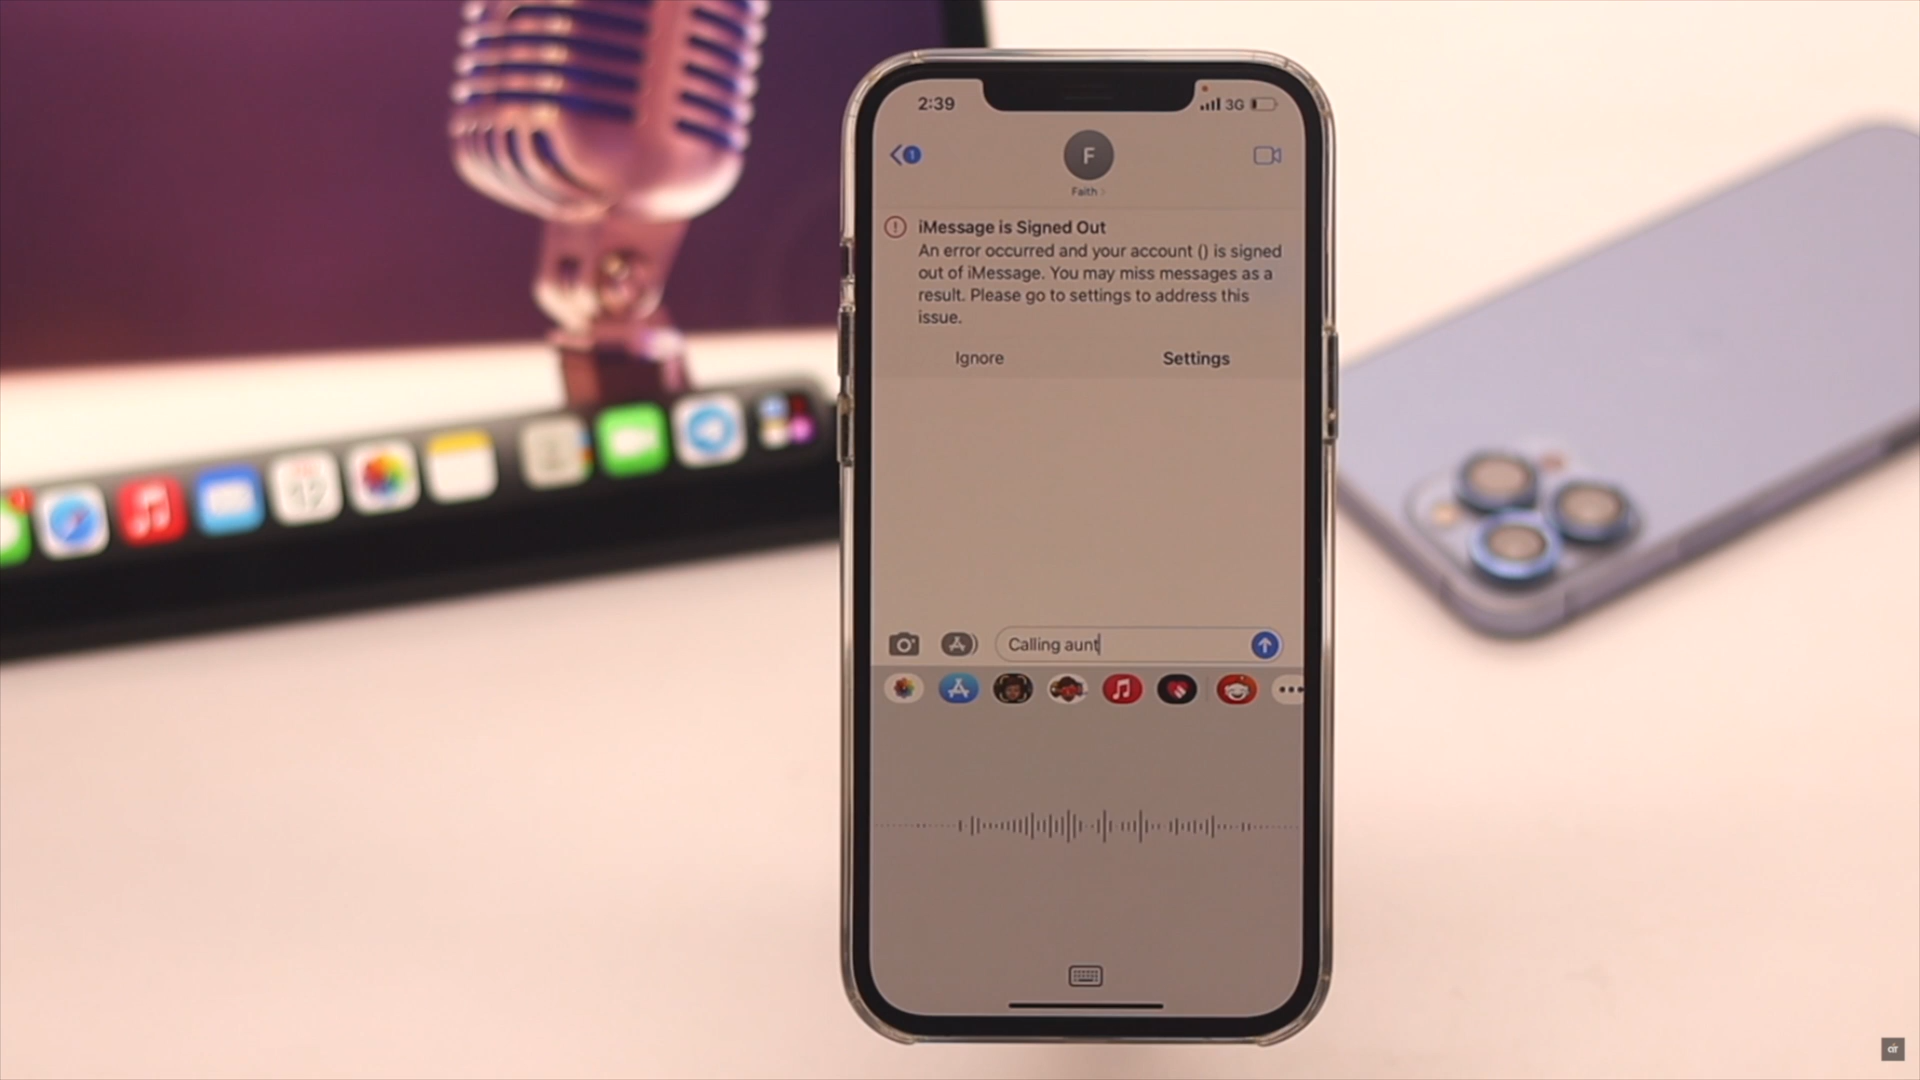 2:39
3G
1
F
Faith
iMessage is Signed Out
An error occurred and your account () is signed
out of iMessage. You may miss messages as a
result. Please go to settings to address this
issue.
Ignore
Settings
Calling aunt